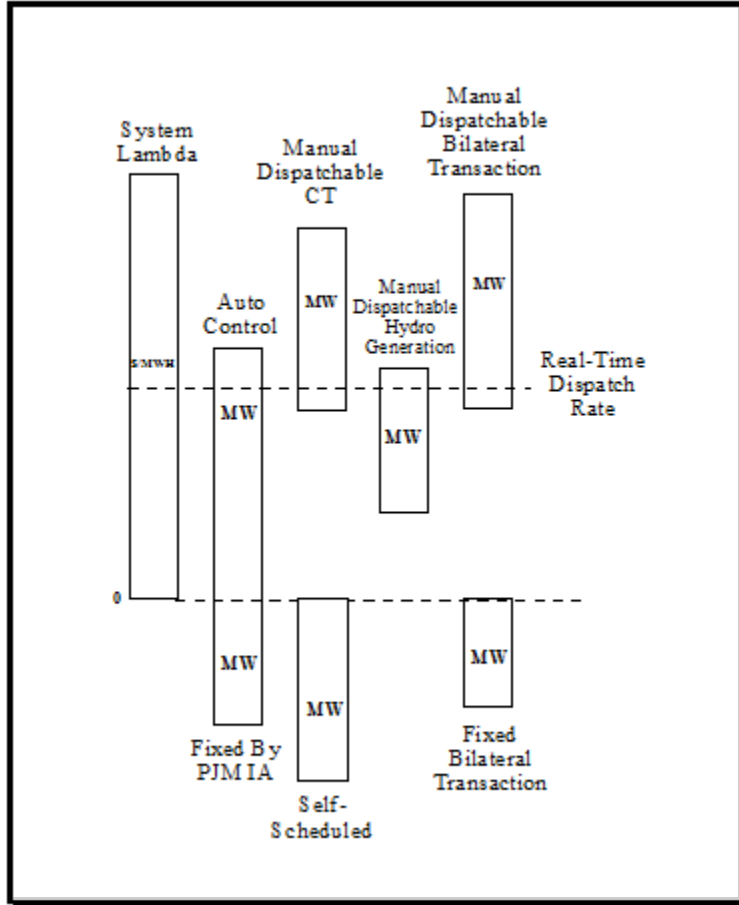 System
Lambda
Manual
Dispatchable
CT
Manual
Dispatchable
Bilateral
Transaction
Auto
Control
Manual
Dispatchable
Hydro
Generation
MW
MW
$/MWH
MW
MW
Real-Time
Dispatch
Rate
0
MW
MW
MW
Fixed By
PJM IA
Self-
Scheduled
Fixed
Bilateral
Transaction